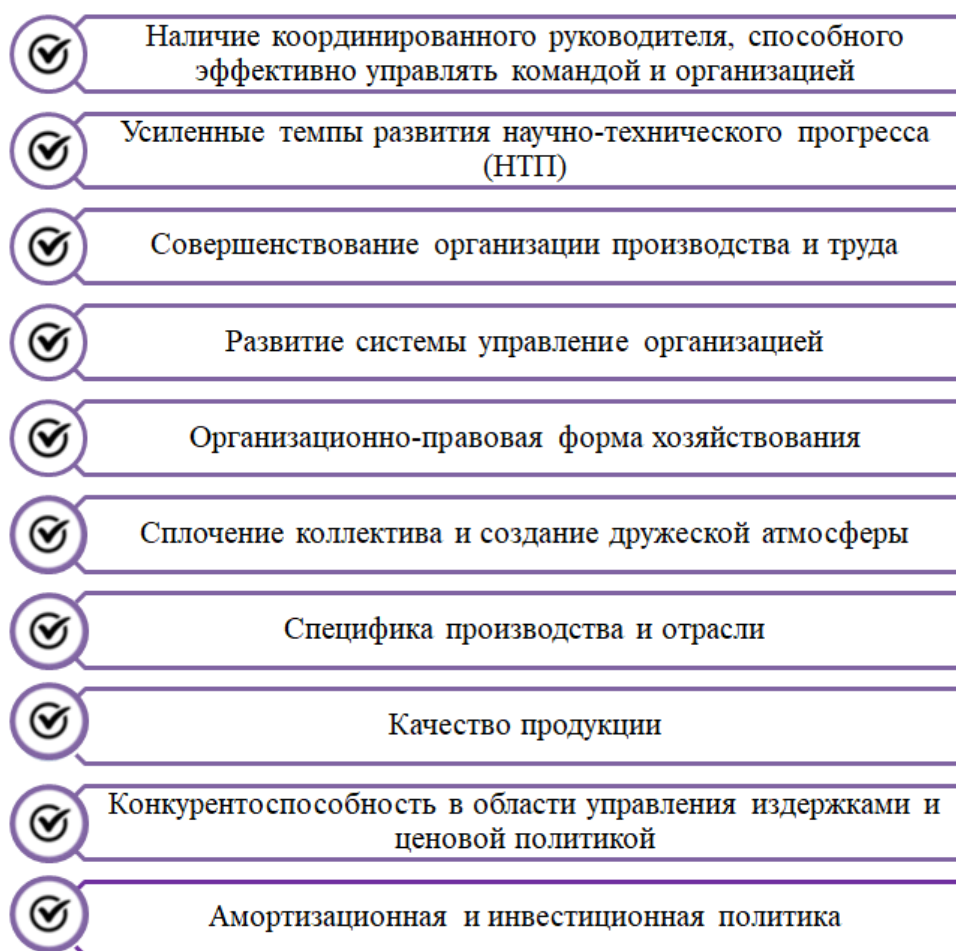 Наличие координированного руководителя, способного
эффективно управлять командой и организацией
Усиленные темпы развития научно-технического прогресса
(НТП)
Совершенствование организации производства и труда
Развитие системы управление организацией
Организационно-правовая форма хозяйствования
Сплочение коллектива и создание дружеской атмосферы
Специфика производства и отрасли
Качество продукции
Конкурентоспособность в области управления издержками и
ценовой политикой
Амортизационная и инвестиционная политика